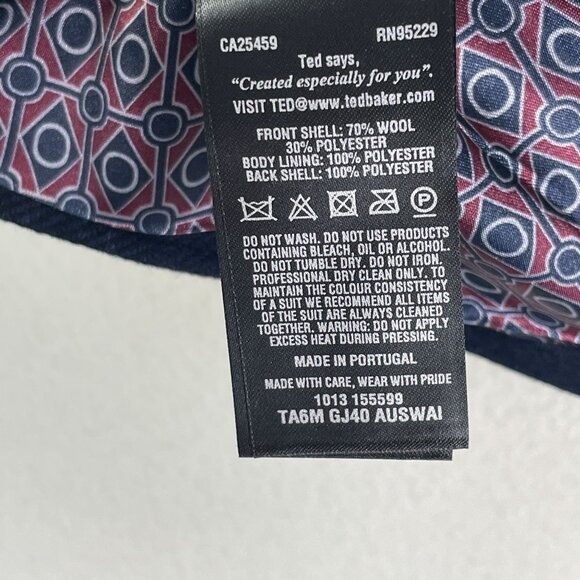 CA25459 RN95229
Ted says,
“Created especially for you”.
VISIT TED@www.tedbaker.com
FRONT SHELL: 70% WOOL
30% POLYESTER
BODY LINING: 100% POLYESTER
BACK SHELL: 100% POLYESTER
P
DO NOT WASH. DO NOT USE PRODUCTS
CONTAINING BLEACH, OIL OR ALCOHOL.
DO NOT TUMBLE DRY. DO NOT IRON.
PROFESSIONAL DRY CLEAN ONLY. TO
MAINTAIN THE COLOUR CONSISTENCY
OF A SUIT WE RECOMMEND ALL ITEMS
OF THE SUIT ARE ALWAYS CLEANED
TOGETHER. WARNING: DO NOT APPLY
EXCESS HEAT DURING PRESSING.
MADE IN PORTUGAL
MADE WITH CARE, WEAR WITH PRIDE
1013 155599
TA6M GJ40 AUSWAI